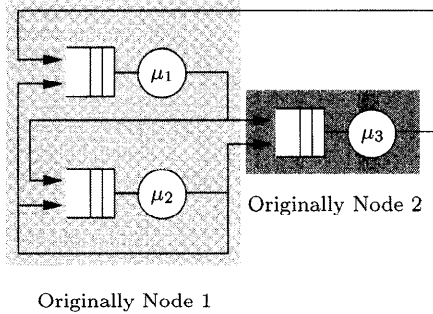 μ1
μ3
μ2
Originally Node 2
Originally Node 1